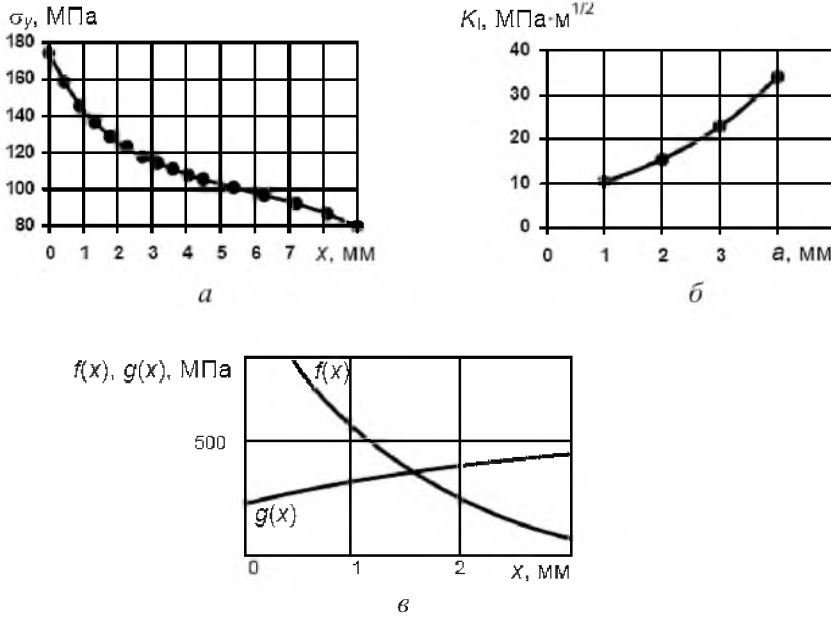 σy, МПа
180
160
140
120
100
80
0 1 2 3 4 5 6 7 x, мм
а
KI, МПа·м1/2
40
30
20
10
0
0 1 2 3 a, мм
б
f(x), g(x), МПа
f(x)
500
g(x)
0 1 2 x, мм
в